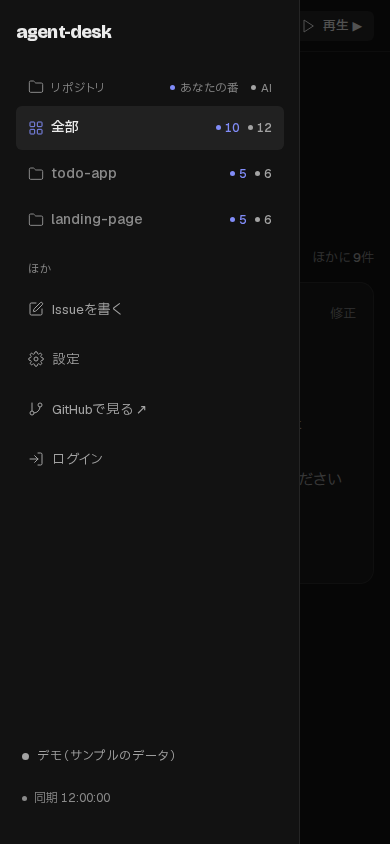 agent-desk
再生 ▶
リポジトリ あなたの番 AI
全部 10 12
todo-app 5 6
landing-page 5 6
ほかに9件
ほか
Issueを書く
修正
設定
GitHubで見る ↗
ログイン
ださい
デモ(サンプルのデータ)
同期 12:00:00